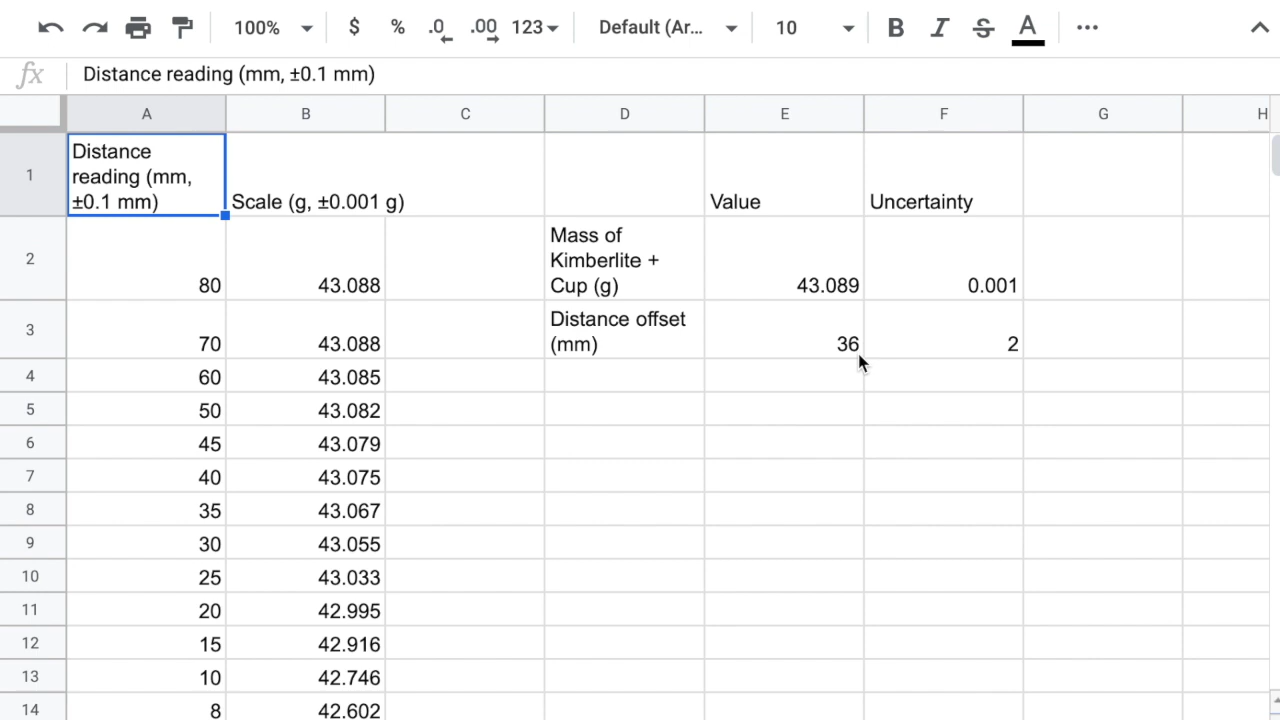 100% $ % .0 .00 123 Default (Ar... 10 B I S A ...
fx Distance reading (mm, ±0.1 mm)
A B C D E F G H
1 Distance
reading (mm,
±0.1 mm) Scale (g, ±0.001 g) Value Uncertainty
2 80 43.088 Mass of
Kimberlite +
Cup (g) 43.089 0.001
3 70 43.088 Distance offset
(mm) 36 2
4 60 43.085
5 50 43.082
6 45 43.079
7 40 43.075
8 35 43.067
9 30 43.055
10 25 43.033
11 20 42.995
12 15 42.916
13 10 42.746
14 8 42.602